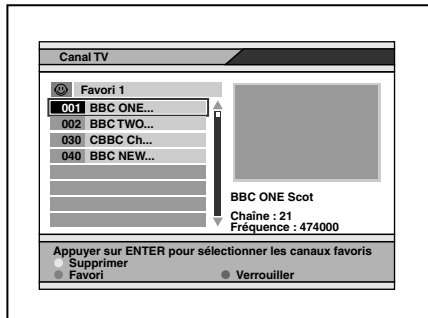 Canal TV
Favori 1
001 BBC ONE...
002 BBC TWO...
030 CBBC Ch...
040 BBC NEW...
BBC ONE Scot
Chaîne : 21
Fréquence : 474000
Appuyer sur ENTER pour sélectionner les canaux favoris
Supprimer
Favori
Verrouiller